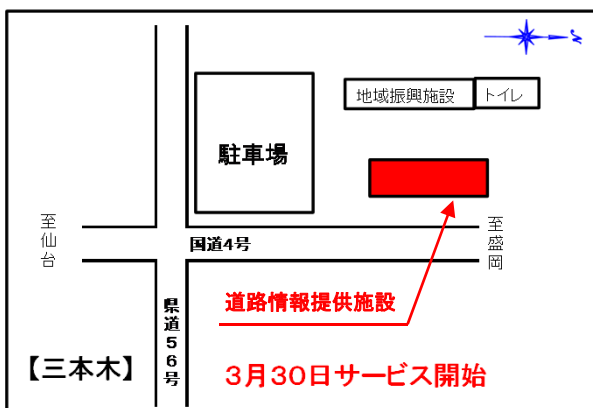 N
地域振興施設
トイレ
駐車場
至仙台
国道4号
至盛岡
道路情報提供施設
県道56号
【三本木】
3月30日サービス開始